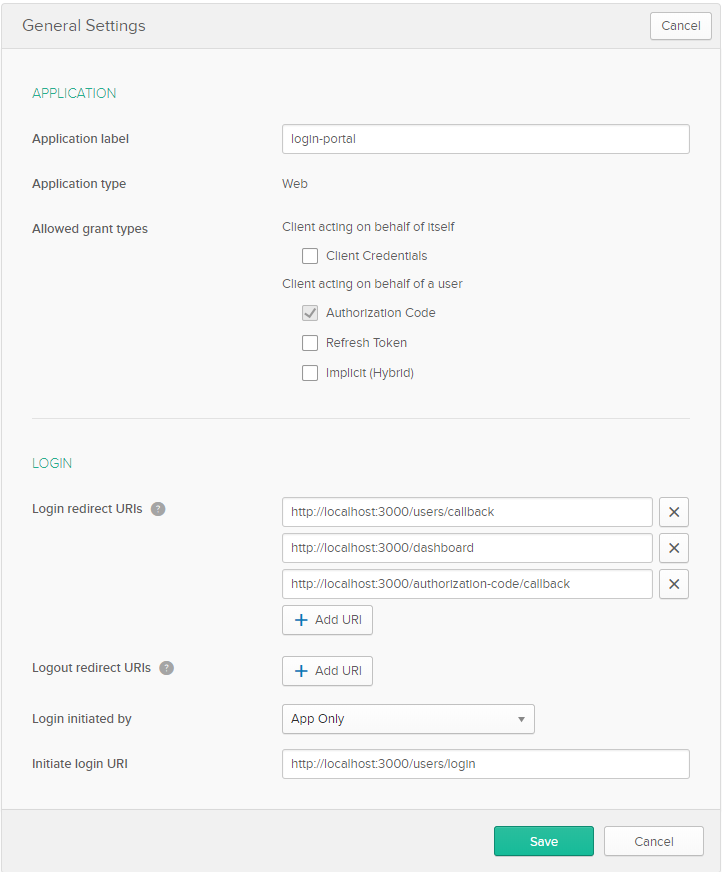 General Settings
Cancel
APPLICATION
Application label
login-portal
Application type
Web
Allowed grant types
Client acting on behalf of itself
Client Credentials
Client acting on behalf of a user
Authorization Code
Refresh Token
Implicit (Hybrid)
LOGIN
Login redirect URIs ?
http://localhost:3000/users/callback
http://localhost:3000/dashboard
http://localhost:3000/authorization-code/callback
+ Add URI
Logout redirect URIs ?
+ Add URI
Login initiated by
App Only
Initiate login URI
http://localhost:3000/users/login
Save
Cancel